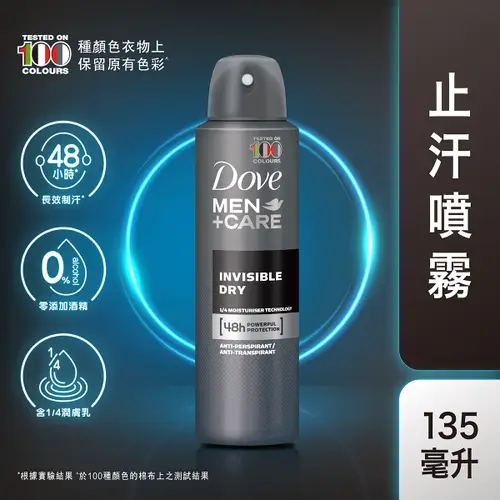 TESTED ON
100
COLOURS
種顏色衣物上
保留原有色彩^
48
小時*
長效制汗*
0%
alcohol
零添加酒精
1/4
含1/4潤膚乳
TESTED ON
100
COLOURS
Dove
MEN
+CARE
INVISIBLE
DRY
1/4 MOISTURISER TECHNOLOGY
48h POWERFUL
PROTECTION
ANTI-PERSPIRANT/
ANTI-TRANSPIRANT
止汗噴霧
135
毫升
*根據實驗結果 ^於100種顏色的棉布上之測試結果